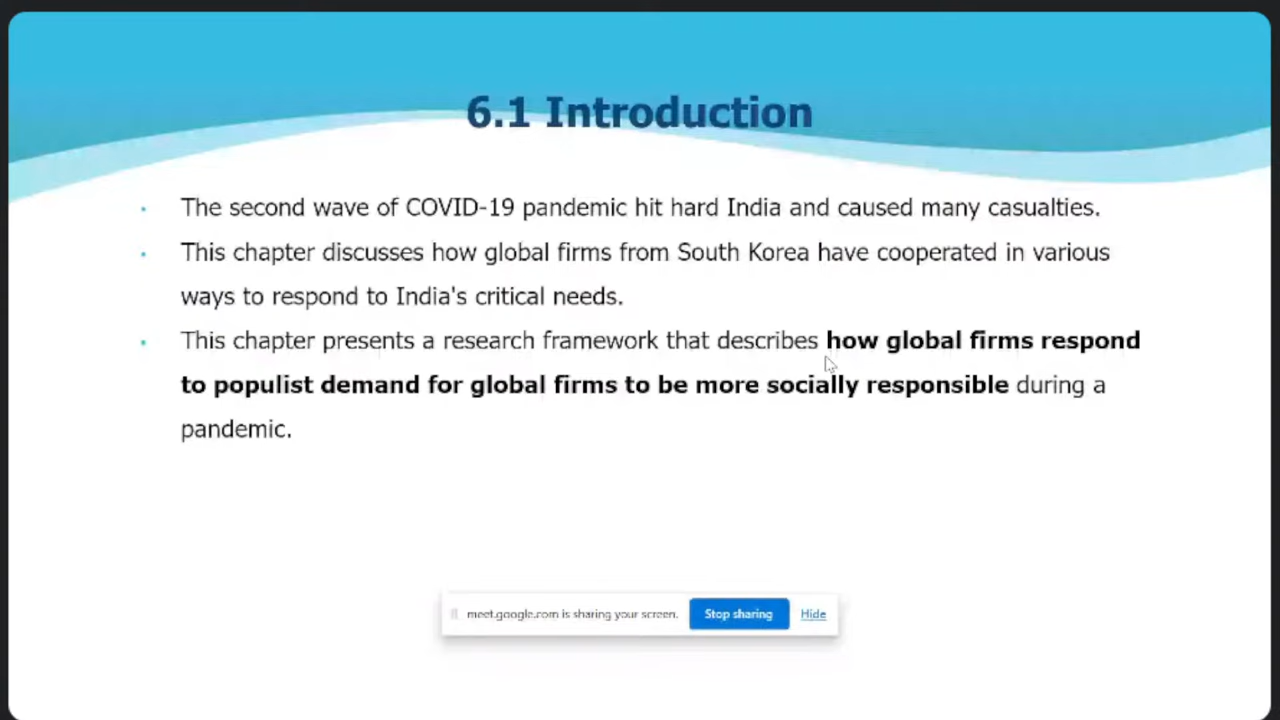 6.1 Introduction
The second wave of COVID-19 pandemic hit hard India and caused many casualties.
This chapter discusses how global firms from South Korea have cooperated in various
ways to respond to India's critical needs.
This chapter presents a research framework that describes how global firms respond
to populist demand for global firms to be more socially responsible during a
pandemic.
meet.google.com is sharing your screen. Stop sharing Hide